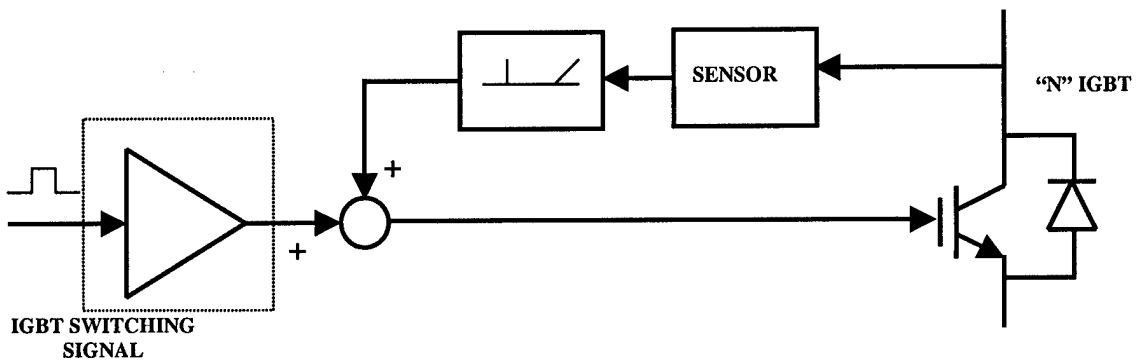 SENSOR
“N” IGBT
+
+
IGBT SWITCHING
SIGNAL